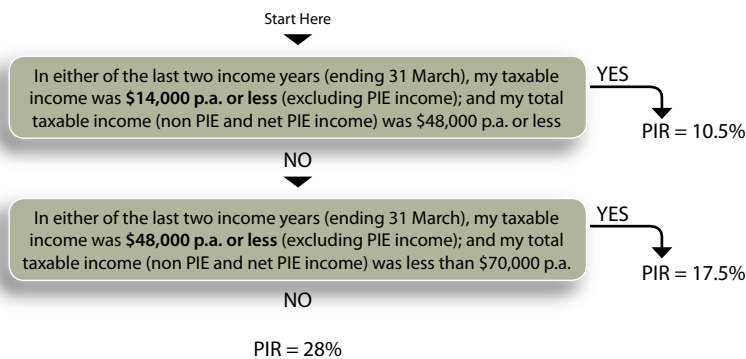 Start Here
In either of the last two income years (ending 31 March), my taxable
income was $14,000 p.a. or less (excluding PIE income); and my total
taxable income (non PIE and net PIE income) was $48,000 p.a. or less
YES
PIR = 10.5%
NO
In either of the last two income years (ending 31 March), my taxable
income was $48,000 p.a. or less (excluding PIE income); and my total
taxable income (non PIE and net PIE income) was less than $70,000 p.a.
YES
PIR = 17.5%
NO
PIR = 28%